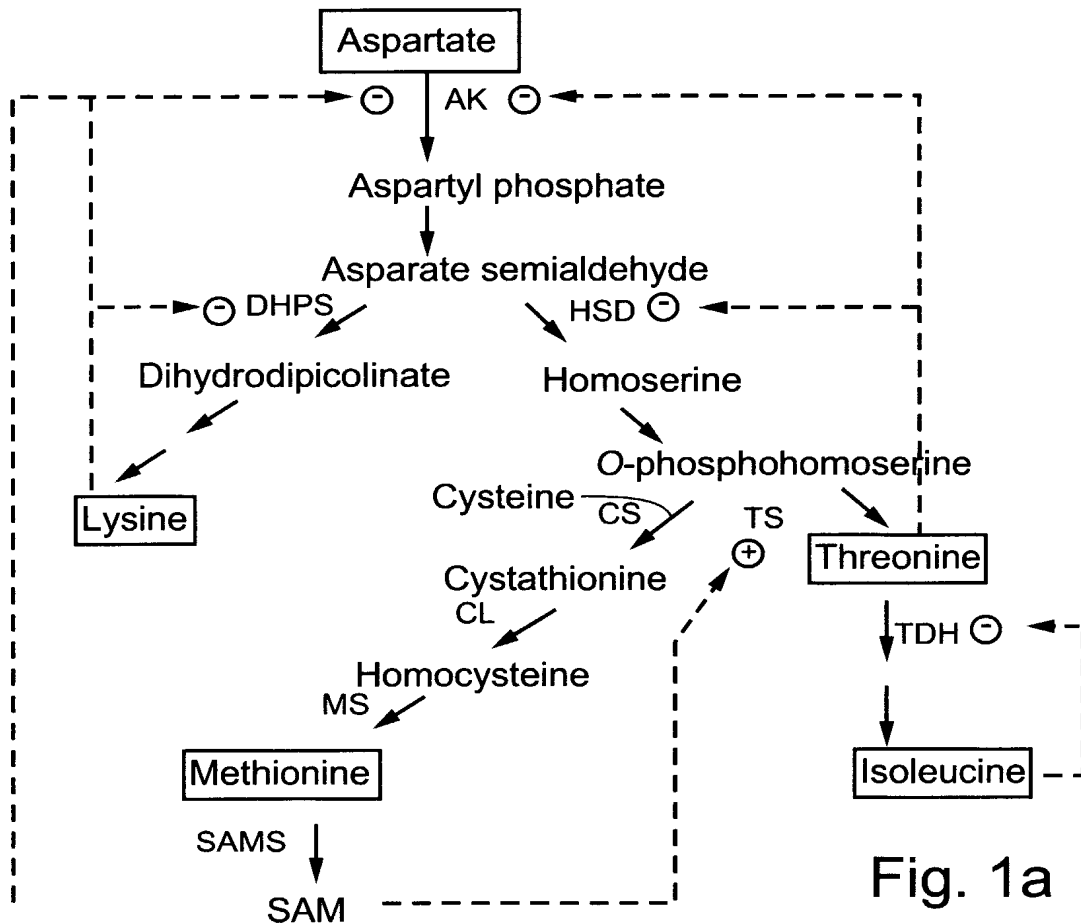 Aspartate
⊖ AK ⊖
Aspartyl phosphate
Asparate semialdehyde
⊖ DHPS
HSD ⊖
Dihydrodipicolinate
Homoserine
O-phosphohomoserine
Cysteine
CS
TS
Lysine
⊕
Threonine
Cystathionine
CL
TDH ⊖
Homocysteine
MS
Methionine
Isoleucine
SAMS
SAM
Fig. 1a